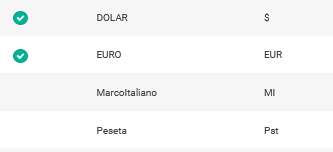 DOLAR $
EURO EUR
MarcoItaliano MI
Peseta Pst